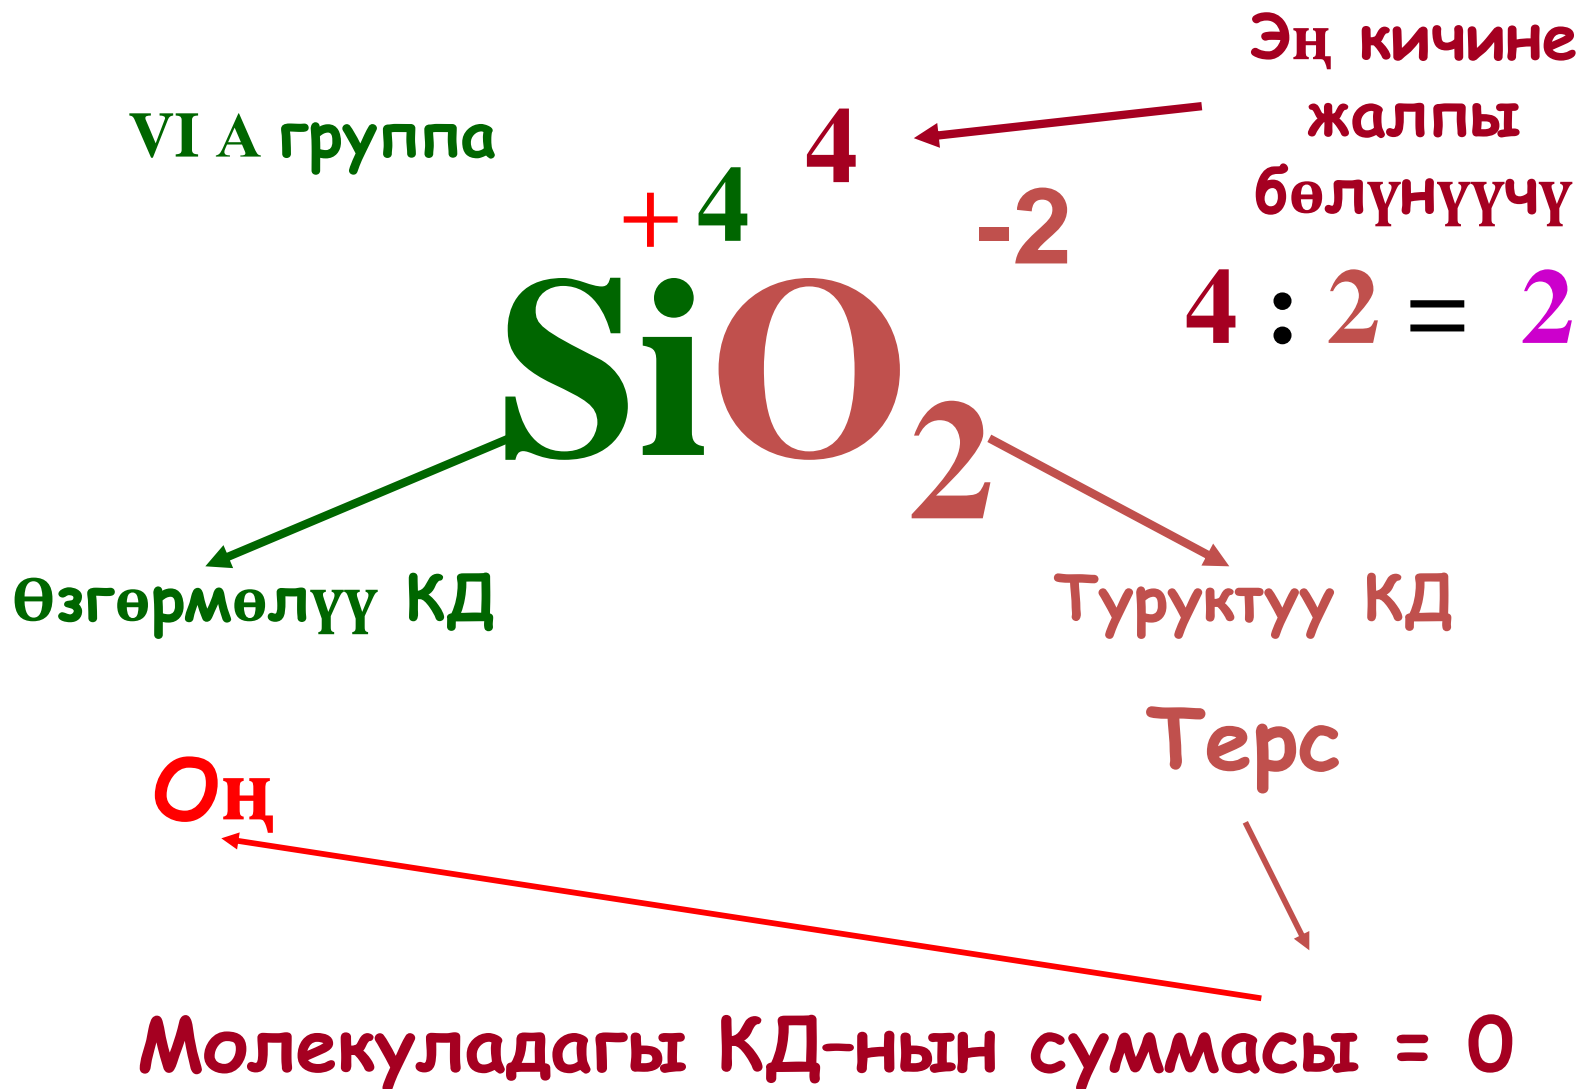 Эң кичине
жалпы
бөлүнүүчү
VI A группа
4
+4
-2
4 : 2 = 2
SiO2
Өзгөрмөлүү КД
Туруктуу КД
Терс
Оң
Молекуладагы КД–нын суммасы = 0